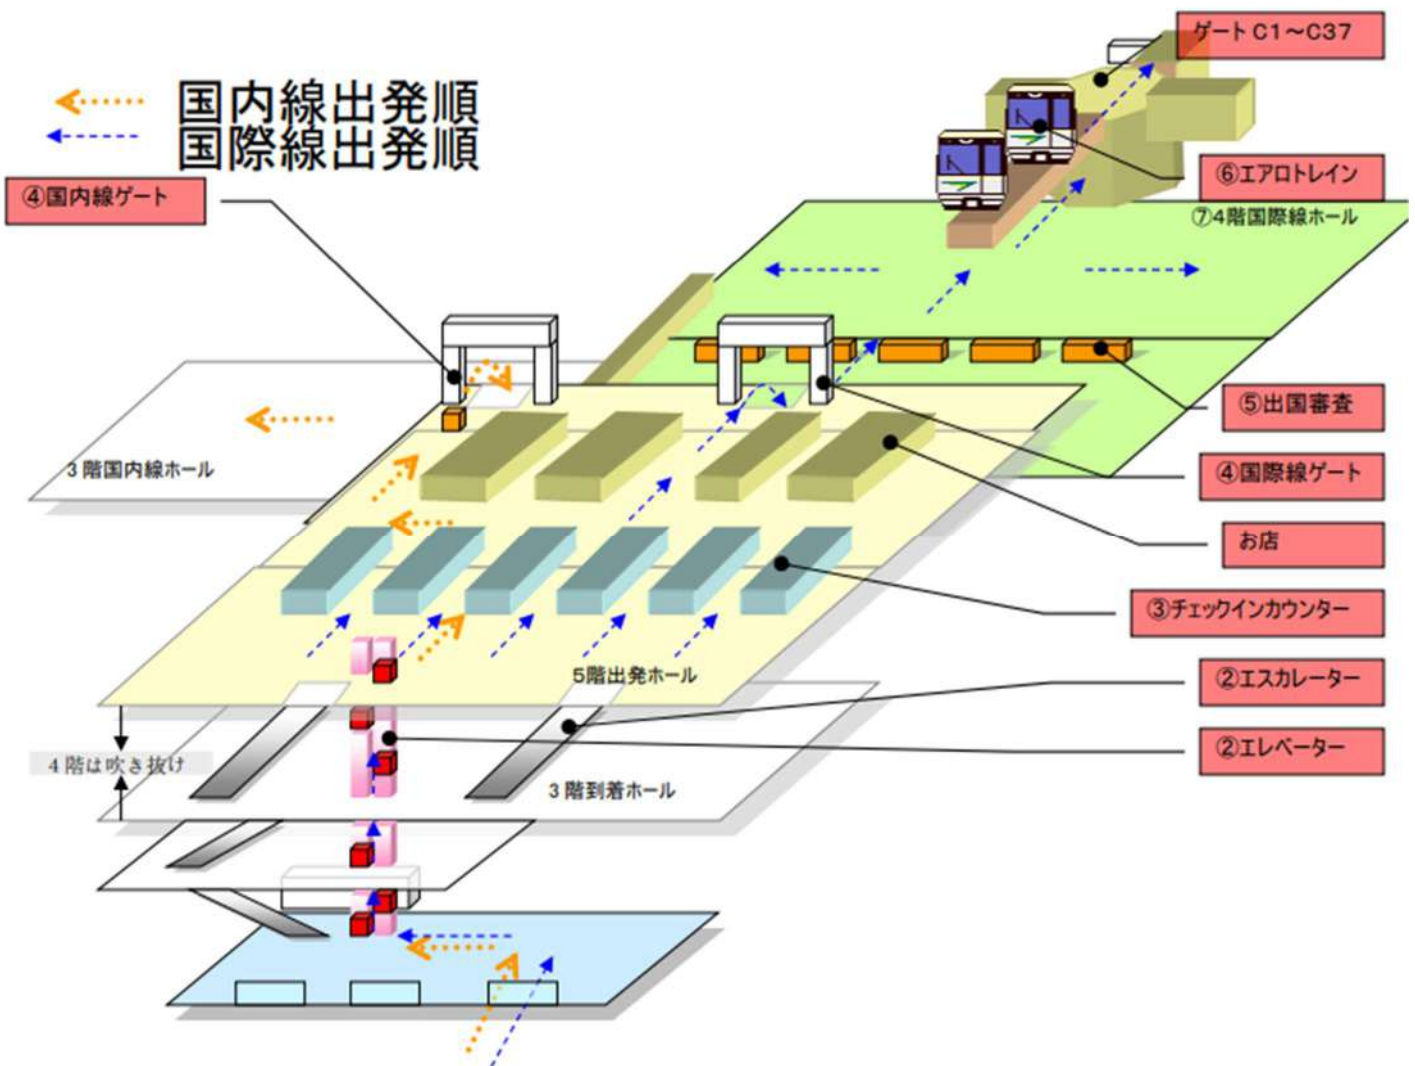 国内線出発順
国際線出発順
ゲート C1～C37
④国内線ゲート
⑥エアロトレイン
⑦4階国際線ホール
⑤出国審査
3階国内線ホール
④国際線ゲート
お店
③チェックインカウンター
5階出発ホール
②エスカレーター
②エレベーター
4階は吹き抜け
3階到着ホール